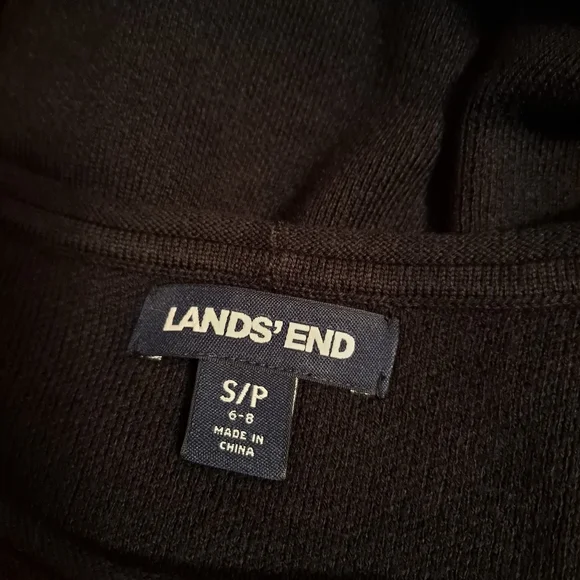 LANDS' END
S/P
6-8
MADE IN
CHINA